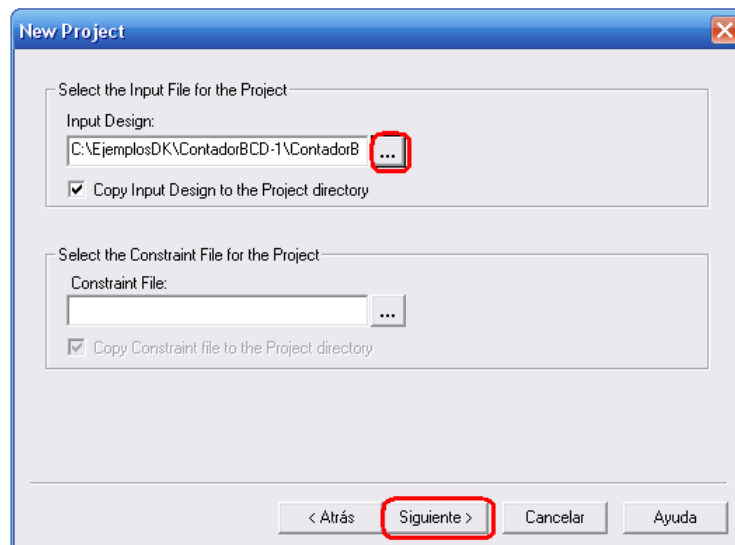 New Project
Select the Input File for the Project
Input Design:
C:\EjemplosDK\ContadorBCD-1\ContadorB
...
Copy Input Design to the Project directory
Select the Constraint File for the Project
Constraint File:
...
Copy Constraint file to the Project directory
< Atrás Siguiente > Cancelar Ayuda